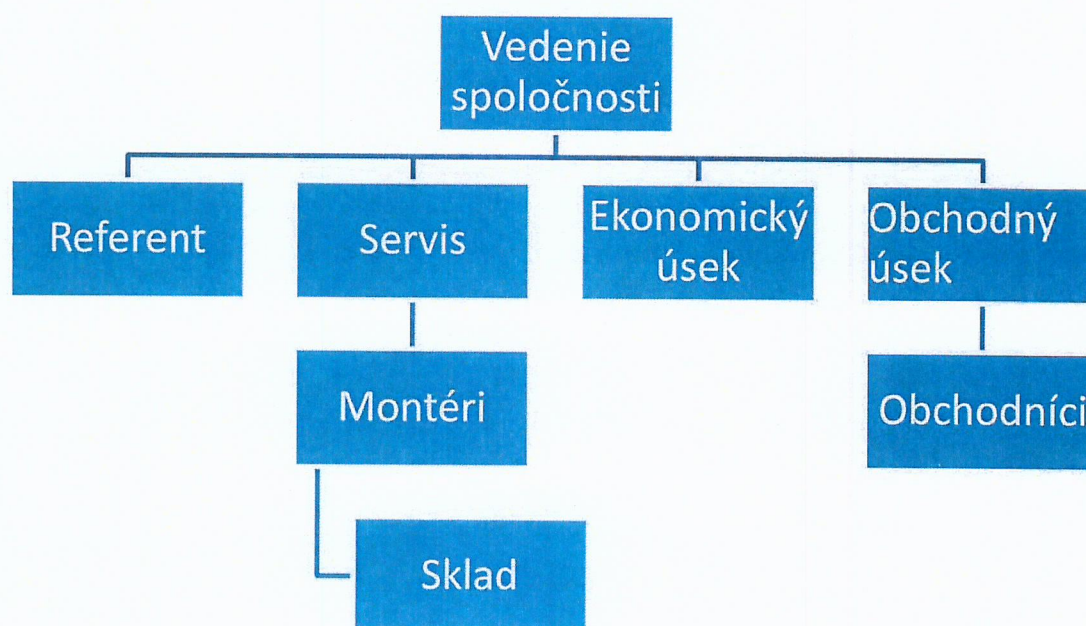 Vedenie
spoločnosti
Referent
Servis
Ekonomický
úsek
Obchodný
úsek
Montéri
Obchodníci
Sklad